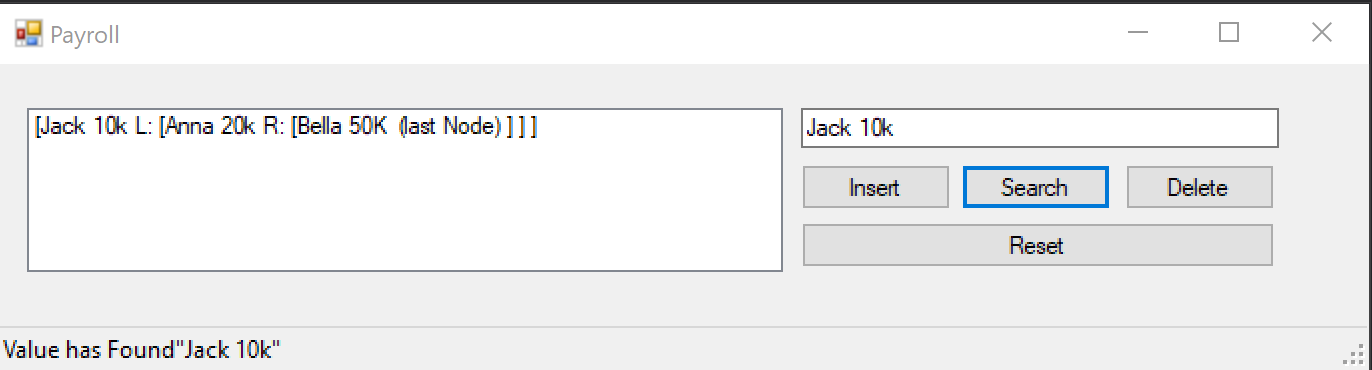 Payroll
[Jack 10k L: [Anna 20k R: [Bella 50K (last Node) ] ] ]
Jack 10k
Insert Search Delete
Reset
Value has Found"Jack 10k"